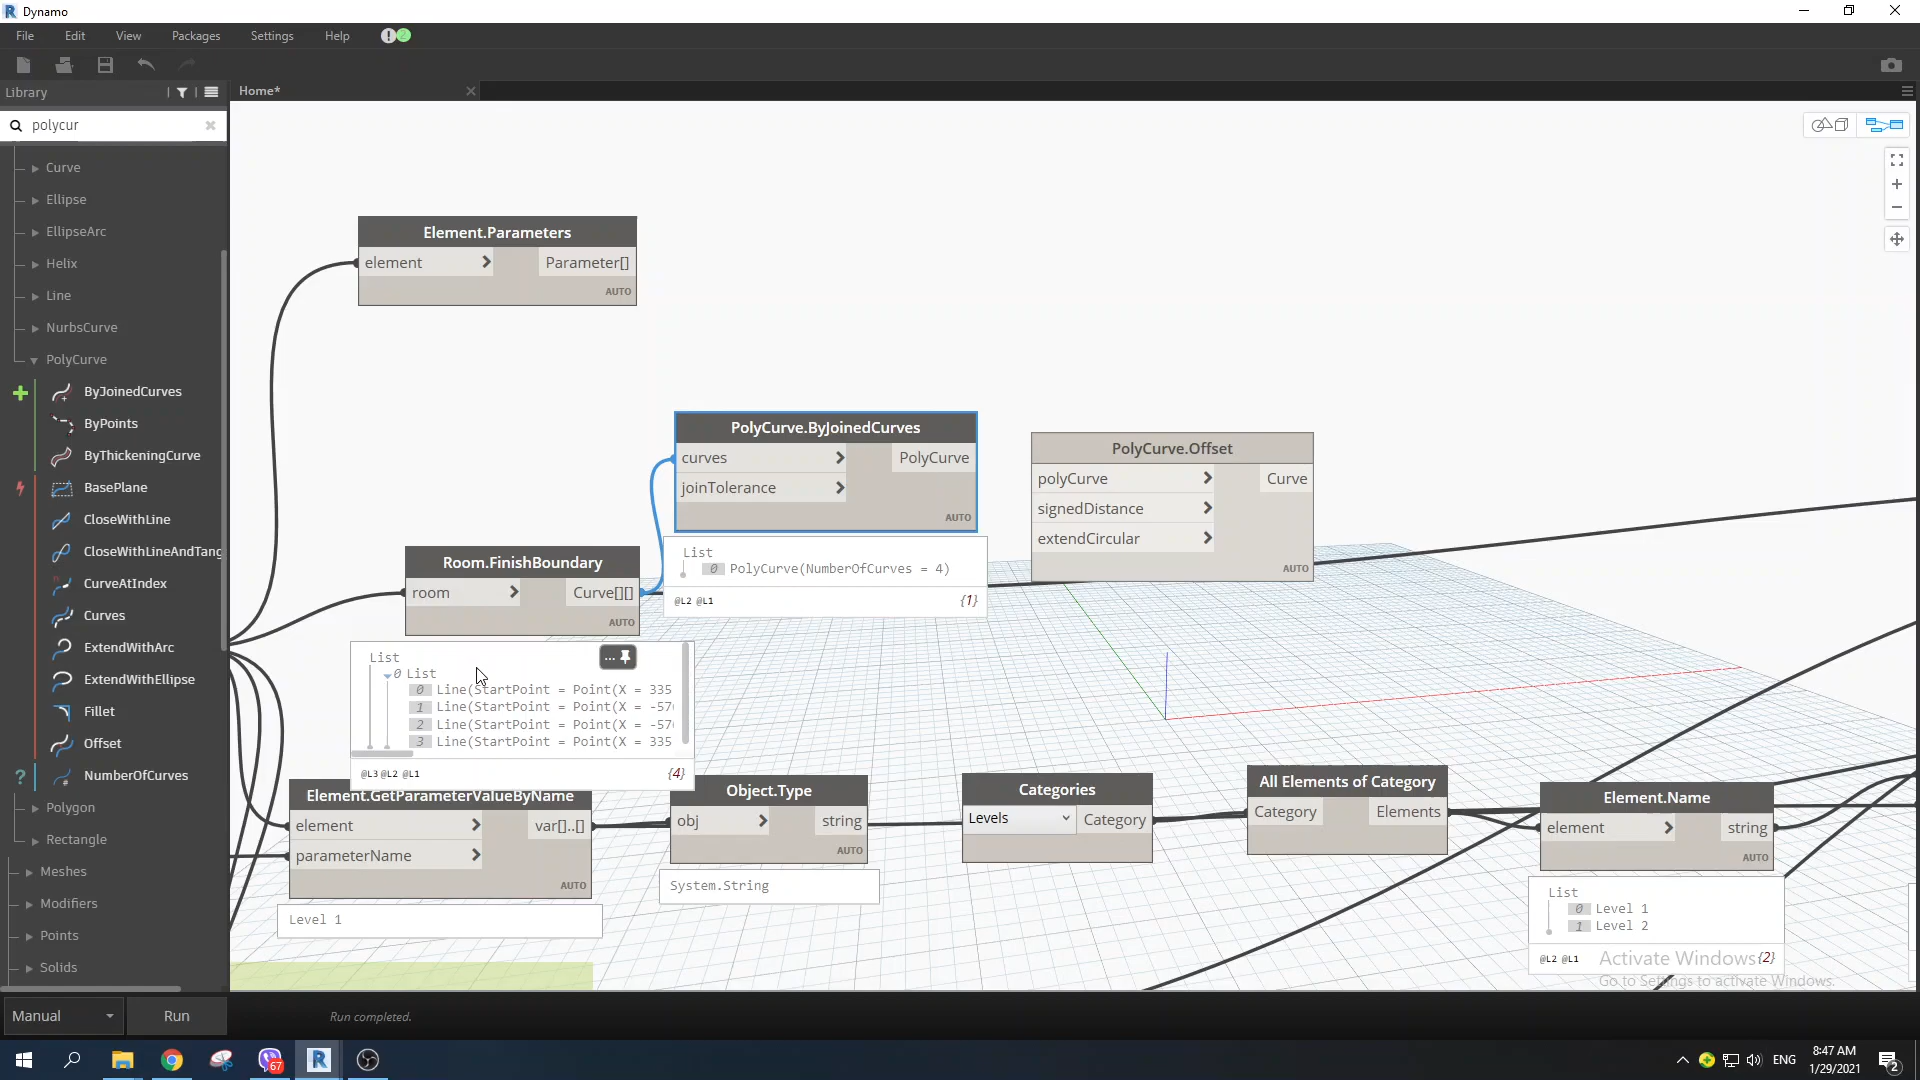 Dynamo
File Edit View Packages Settings Help
Library
Home*
polycur
Curve
Ellipse
EllipseArc
Helix
Line
NurbsCurve
PolyCurve
ByJoinedCurves
ByPoints
ByThickeningCurve
BasePlane
CloseWithLine
CloseWithLineAndTang
CurveAtIndex
Curves
ExtendWithArc
ExtendWithEllipse
Fillet
Offset
NumberOfCurves
Polygon
Rectangle
Meshes
Modifiers
Points
Solids
Element.Parameters
element > Parameter[]
AUTO
PolyCurve.ByJoinedCurves
curves > PolyCurve
joinTolerance >
AUTO
List
0 PolyCurve(NumberOfCurves = 4)
@L2 @L1 {1}
PolyCurve.Offset
polyCurve > Curve
signedDistance >
extendCircular >
AUTO
Room.FinishBoundary
room > Curve[][]
AUTO
List
0 List
0 Line(StartPoint = Point(X = 335
1 Line(StartPoint = Point(X = -570
2 Line(StartPoint = Point(X = -570
3 Line(StartPoint = Point(X = 335
@L3 @L2 @L1 {4}
Element.GetParameterValueByName
element > var[]..[]
parameterName >
AUTO
Level 1
Object.Type
obj > string
AUTO
System.String
Categories
Levels Category
All Elements of Category
Category Elements
Element.Name
element > string
AUTO
List
0 Level 1
1 Level 2
@L2 @L1 {2}
Activate Windows
Go to Settings to activate Windows.
Manual Run Run completed.
67
ENG
8:47 AM
1/29/2021
2